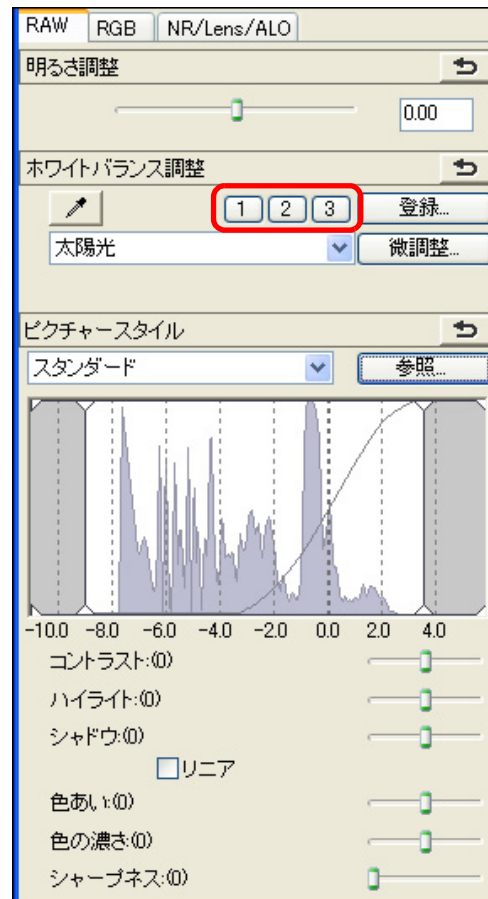 RAW RGB NR/Lens/ALO
明るさ調整
0.00
ホワイトバランス調整
1 2 3 登録...
太陽光 微調整...
ピクチャースタイル
スタンダード 参照...
-10.0 -8.0 -6.0 -4.0 -2.0 0.0 2.0 4.0
コントラスト:(0)
ハイライト:(0)
シャドウ:(0)
リニア
色あい:(0)
色の濃さ:(0)
シャープネス:(0)